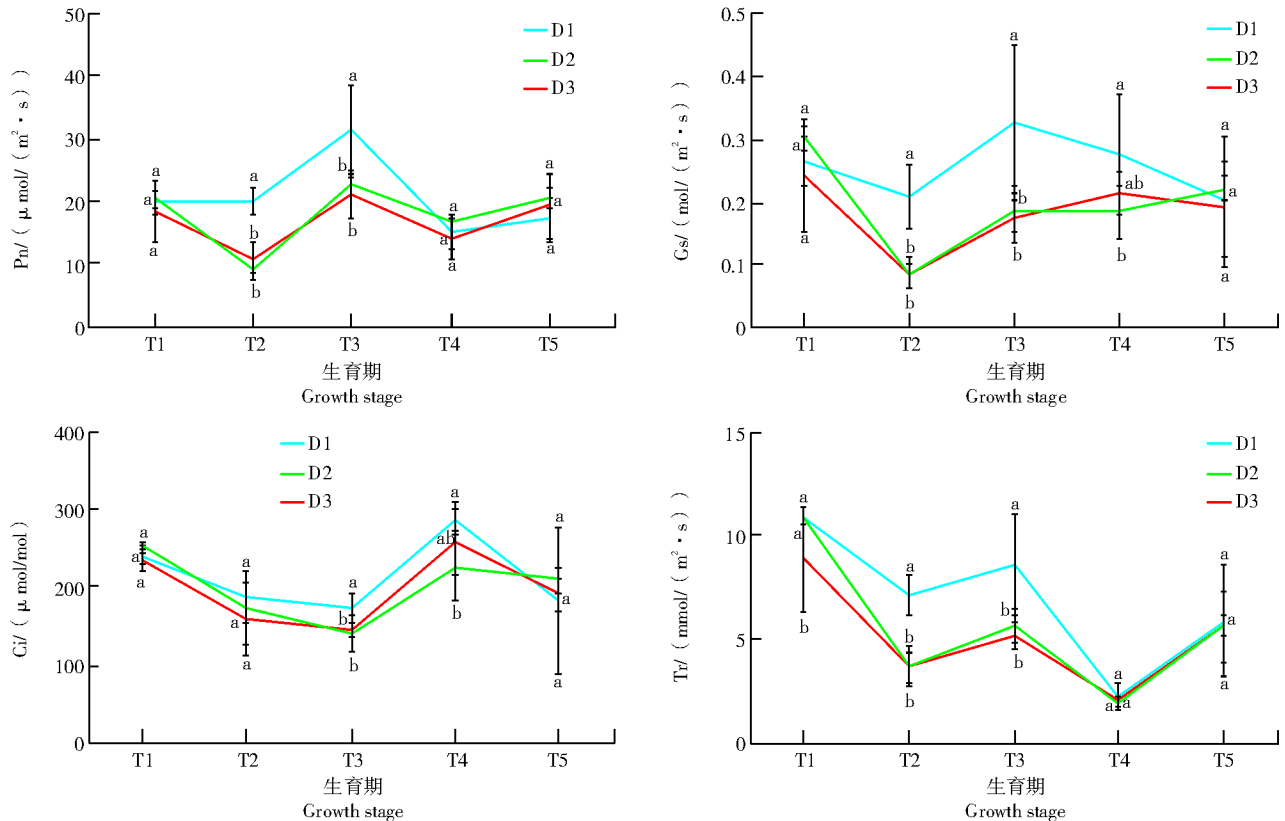 50
40
30
20
10
0
Pn/(μ mol/(m²·s))
D1
D2
D3
a
a
a
a
b
b
a
b
b
a
a
a
a
a
a
T1 T2 T3 T4 T5
生育期
Growth stage
0.5
0.4
0.3
0.2
0.1
0
Gs/(mol/(m²·s))
D1
D2
D3
a
a
a
a
b
b
a
b
b
a
ab
b
a
a
a
T1 T2 T3 T4 T5
生育期
Growth stage
400
300
200
100
0
Ci/(μ mol/mol)
D1
D2
D3
a
a
a
a
a
a
a
b
b
a
ab
b
a
a
a
T1 T2 T3 T4 T5
生育期
Growth stage
15
10
5
0
Tr/(mmol/(m²·s))
D1
D2
D3
a
a
b
a
b
b
a
b
b
a
a
a
a
a
a
T1 T2 T3 T4 T5
生育期
Growth stage